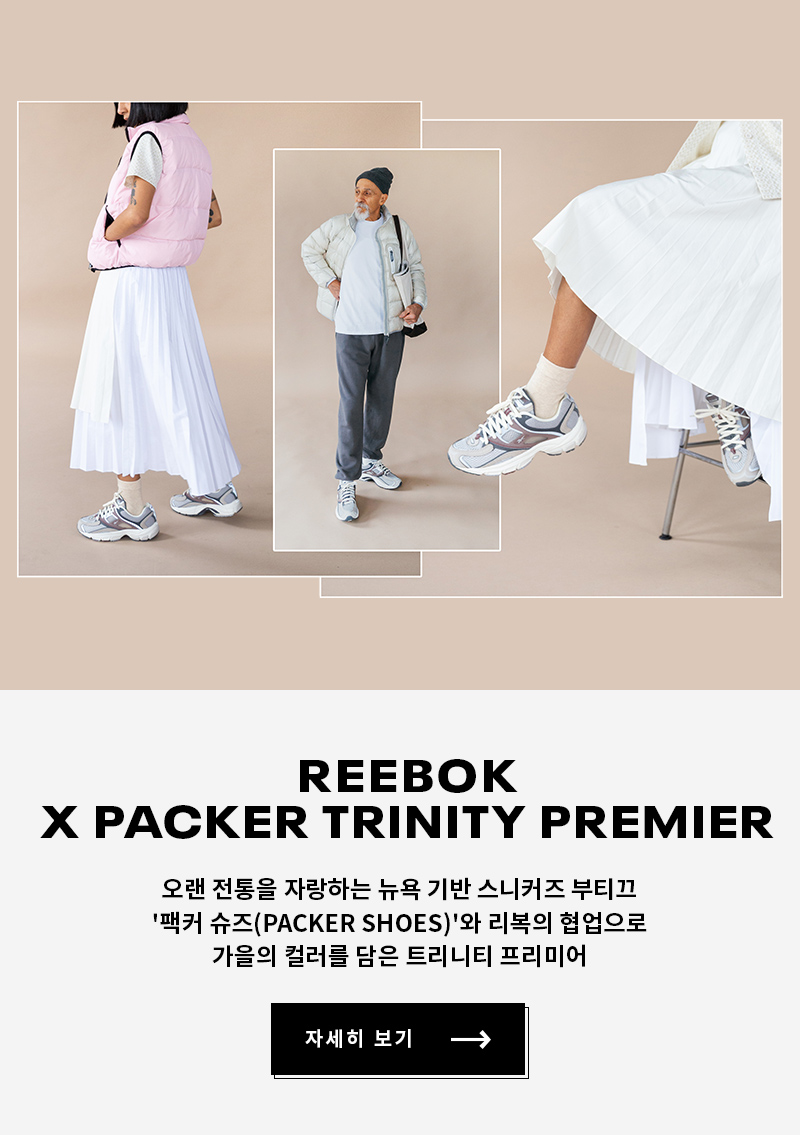 REEBOK
X PACKER TRINITY PREMIER
오랜 전통을 자랑하는 뉴욕 기반 스니커즈 부티끄
'팩커 슈즈(PACKER SHOES)'와 리복의 협업으로
가을의 컬러를 담은 트리니티 프리미어
자세히 보기